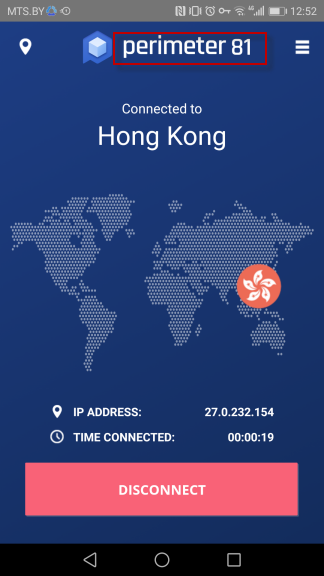 MTS.BY 4G 12:52
perimeter 81
Connected to
Hong Kong
IP ADDRESS: 27.0.232.154
TIME CONNECTED: 00:00:19
DISCONNECT